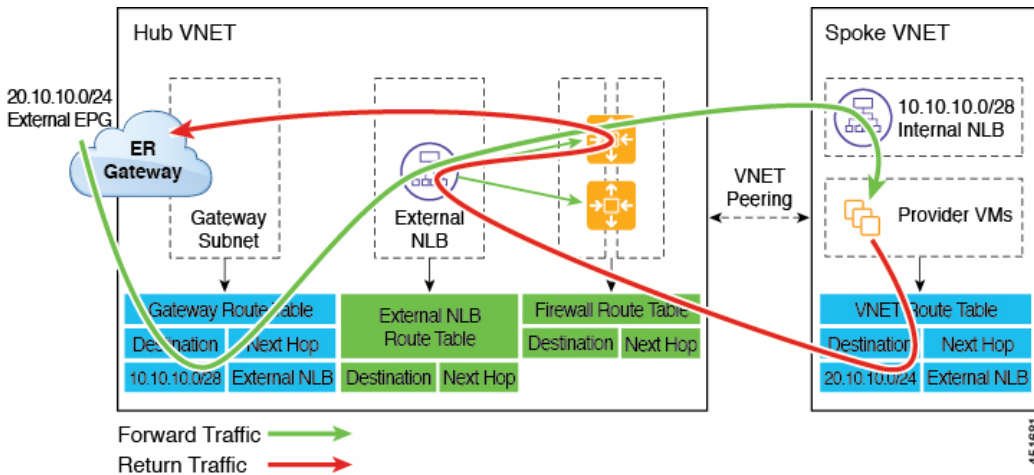 Hub VNET
Spoke VNET
20.10.10.0/24
External EPG
ER
Gateway
Gateway
Subnet
External
NLB
VNET
Peering
10.10.10.0/28
Internal NLB
Provider VMs
Gateway Route Table
Destination
Next Hop
10.10.10.0/28
External NLB
External NLB
Route Table
Destination
Next Hop
Firewall Route Table
Destination
Next Hop
VNET Route Table
Destination
Next Hop
20.10.10.0/24
External NLB
Forward Traffic
Return Traffic